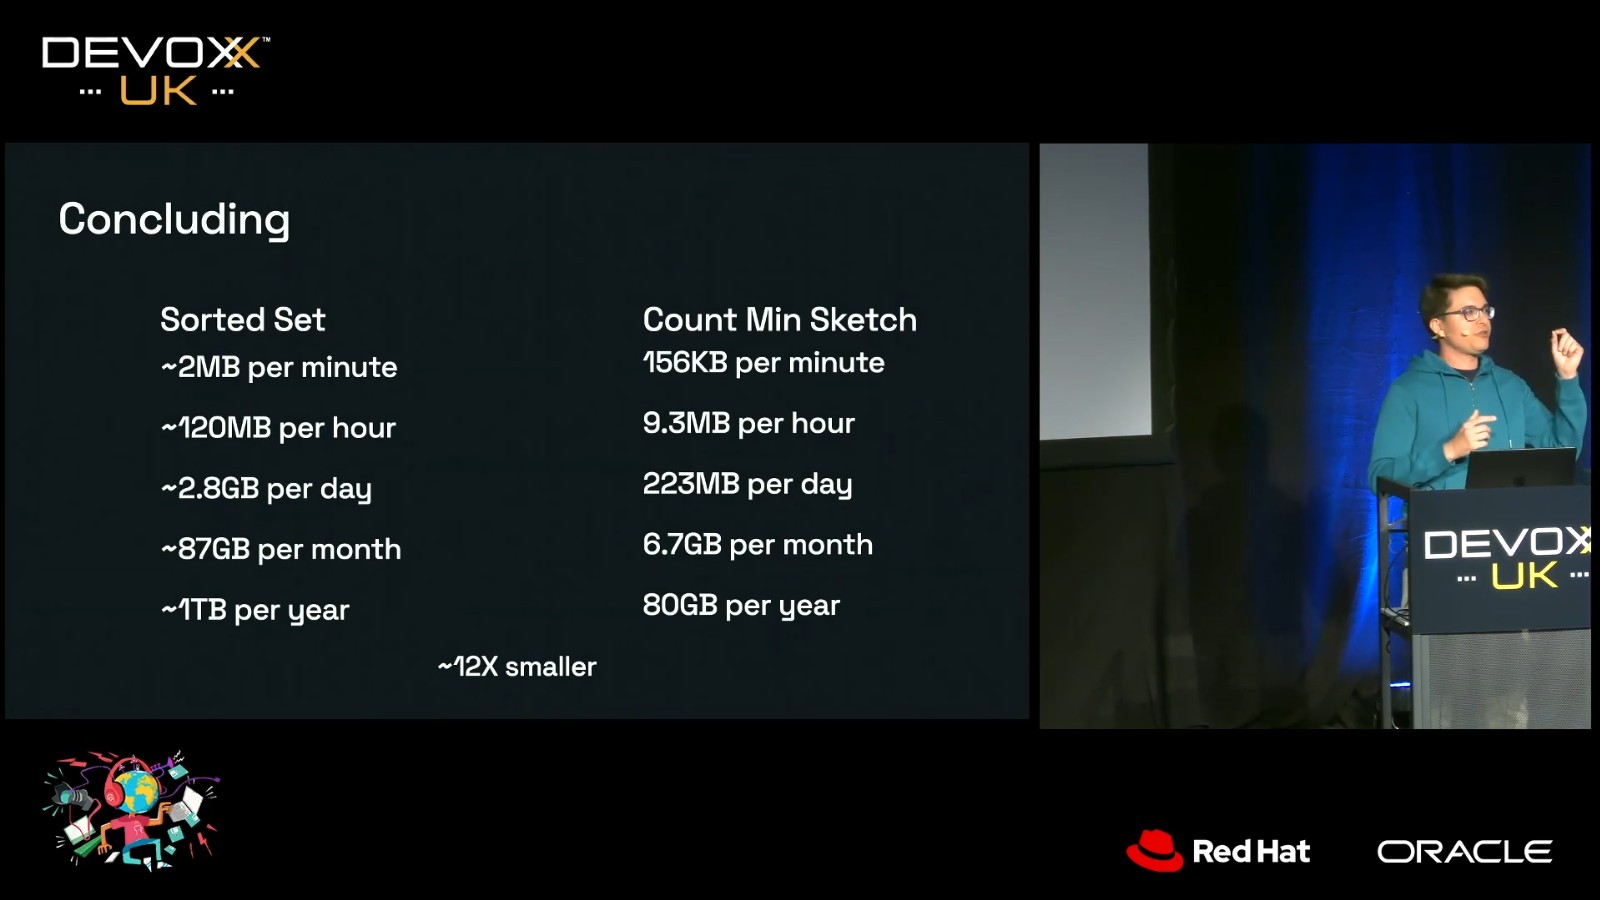 DEVOXX™
UK
Concluding
Sorted Set
~2MB per minute
~120MB per hour
~2.8GB per day
~87GB per month
~1TB per year
Count Min Sketch
156KB per minute
9.3MB per hour
223MB per day
6.7GB per month
80GB per year
~12X smaller
DEVOXX
UK
Red Hat
ORACLE